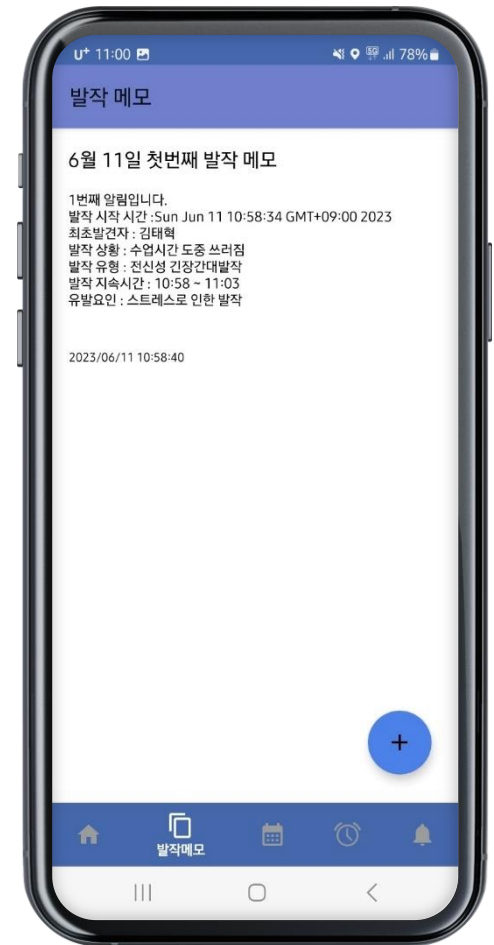 U+ 11:00
5G 78%
발작 메모
6월 11일 첫번째 발작 메모
1번째 알림입니다.
발작 시작 시간 :Sun Jun 11 10:58:34 GMT+09:00 2023
최초발견자 : 김태혁
발작 상황 : 수업시간 도중 쓰러짐
발작 유형 : 전신성 긴장간대발작
발작 지속시간 : 10:58 ~ 11:03
유발요인 : 스트레스로 인한 발작
2023/06/11 10:58:40
+
발작메모